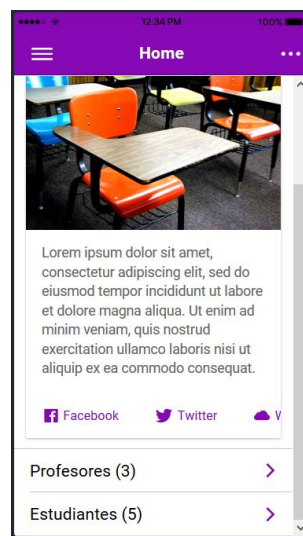 12:34 PM
100%
Home
Lorem ipsum dolor sit amet,
consectetur adipiscing elit, sed do
eiusmod tempor incididunt ut labore
et dolore magna aliqua. Ut enim ad
minim veniam, quis nostrud
exercitation ullamco laboris nisi ut
aliquip ex ea commodo consequat.
Facebook Twitter
Profesores (3)
Estudiantes (5)